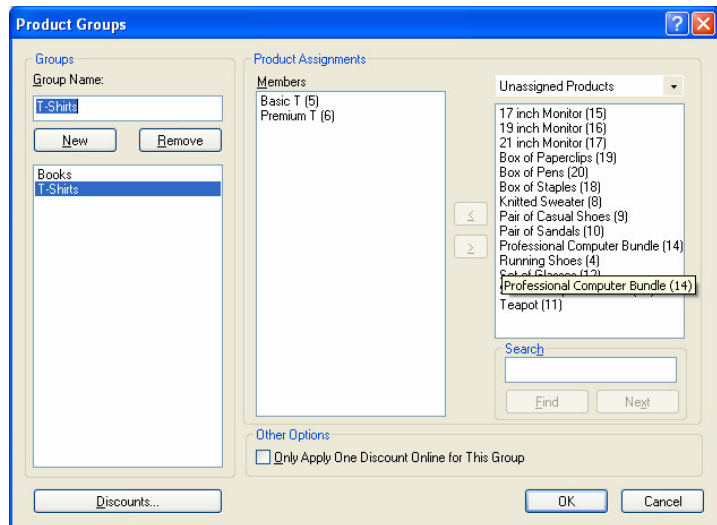 Product Groups
Groups
Group Name:
T-Shirts
New
Remove
Books
T-Shirts
Discounts...
Product Assignments
Members
Basic T (5)
Premium T (6)
<
>
Unassigned Products
17 inch Monitor (15)
19 inch Monitor (16)
21 inch Monitor (17)
Box of Paperclips (19)
Box of Pens (20)
Box of Staples (18)
Knitted Sweater (8)
Pair of Casual Shoes (9)
Pair of Sandals (10)
Professional Computer Bundle (14)
Running Shoes (4)
Set of Glasses (12)
Professional Computer Bundle (14)
Teapot (11)
Search
Find
Next
Other Options
Only Apply One Discount Online for This Group
OK
Cancel